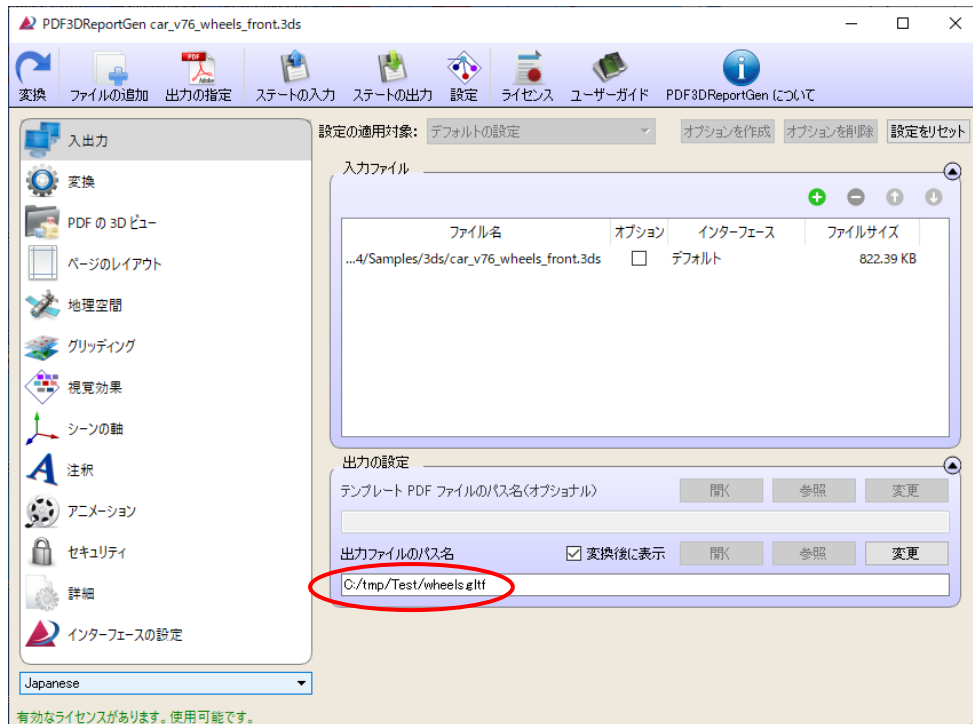 PDF3DReportGen car_v76_wheels_front.3ds
変換 ファイルの追加 出力の指定 ステートの入力 ステートの出力 設定 ライセンス ユーザーガイド PDF3DReportGen について
入出力
変換
PDF の 3D ビュー
ページのレイアウト
地理空間
グリッディング
視覚効果
シーンの軸
注釈
アニメーション
セキュリティ
詳細
インターフェースの設定
Japanese
有効なライセンスがあります。使用可能です。
設定の適用対象: デフォルトの設定 オプションを作成 オプションを削除 設定をリセット
入力ファイル
ファイル名 オプション インターフェース ファイルサイズ
...4/Samples/3ds/car_v76_wheels_front.3ds デフォルト 822.39 KB
出力の設定
テンプレート PDF ファイルのパス名(オプショナル) 開く 参照 変更
出力ファイルのパス名 変換後に表示 開く 参照 変更
C:/tmp/Test/wheels.gltf